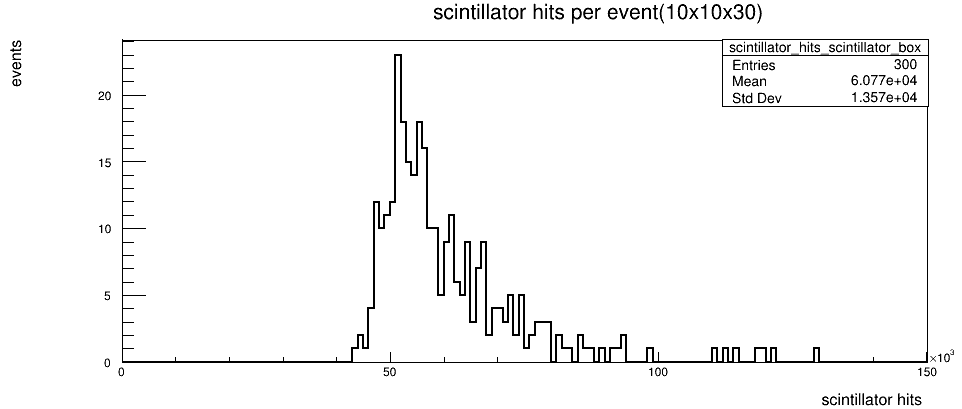 scintillator hits per event(10x10x30)
events
scintillator_hits_scintillator_box
Entries 300
Mean 6.077e+04
Std Dev 1.357e+04
20
15
10
5
0
0 50 100 150
×10³
scintillator hits